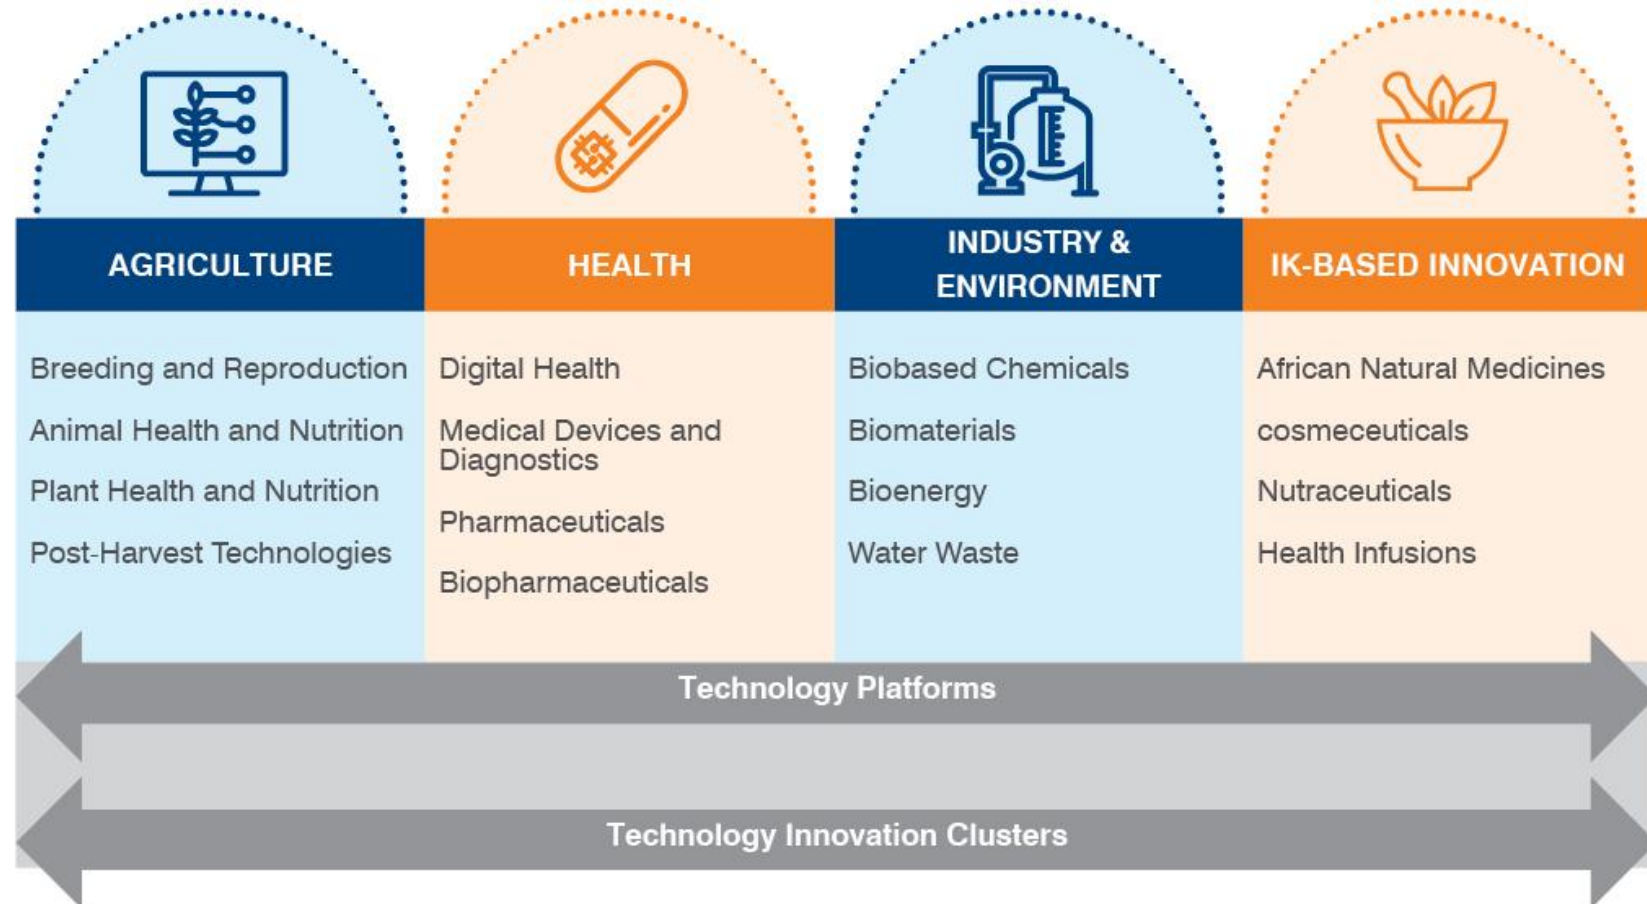 AGRICULTURE
Breeding and Reproduction
Animal Health and Nutrition
Plant Health and Nutrition
Post-Harvest Technologies
HEALTH
Digital Health
Medical Devices and
Diagnostics
Pharmaceuticals
Biopharmaceuticals
INDUSTRY &
ENVIRONMENT
Biobased Chemicals
Biomaterials
Bioenergy
Water Waste
IK-BASED INNOVATION
African Natural Medicines
cosmeceuticals
Nutraceuticals
Health Infusions
Technology Platforms
Technology Innovation Clusters